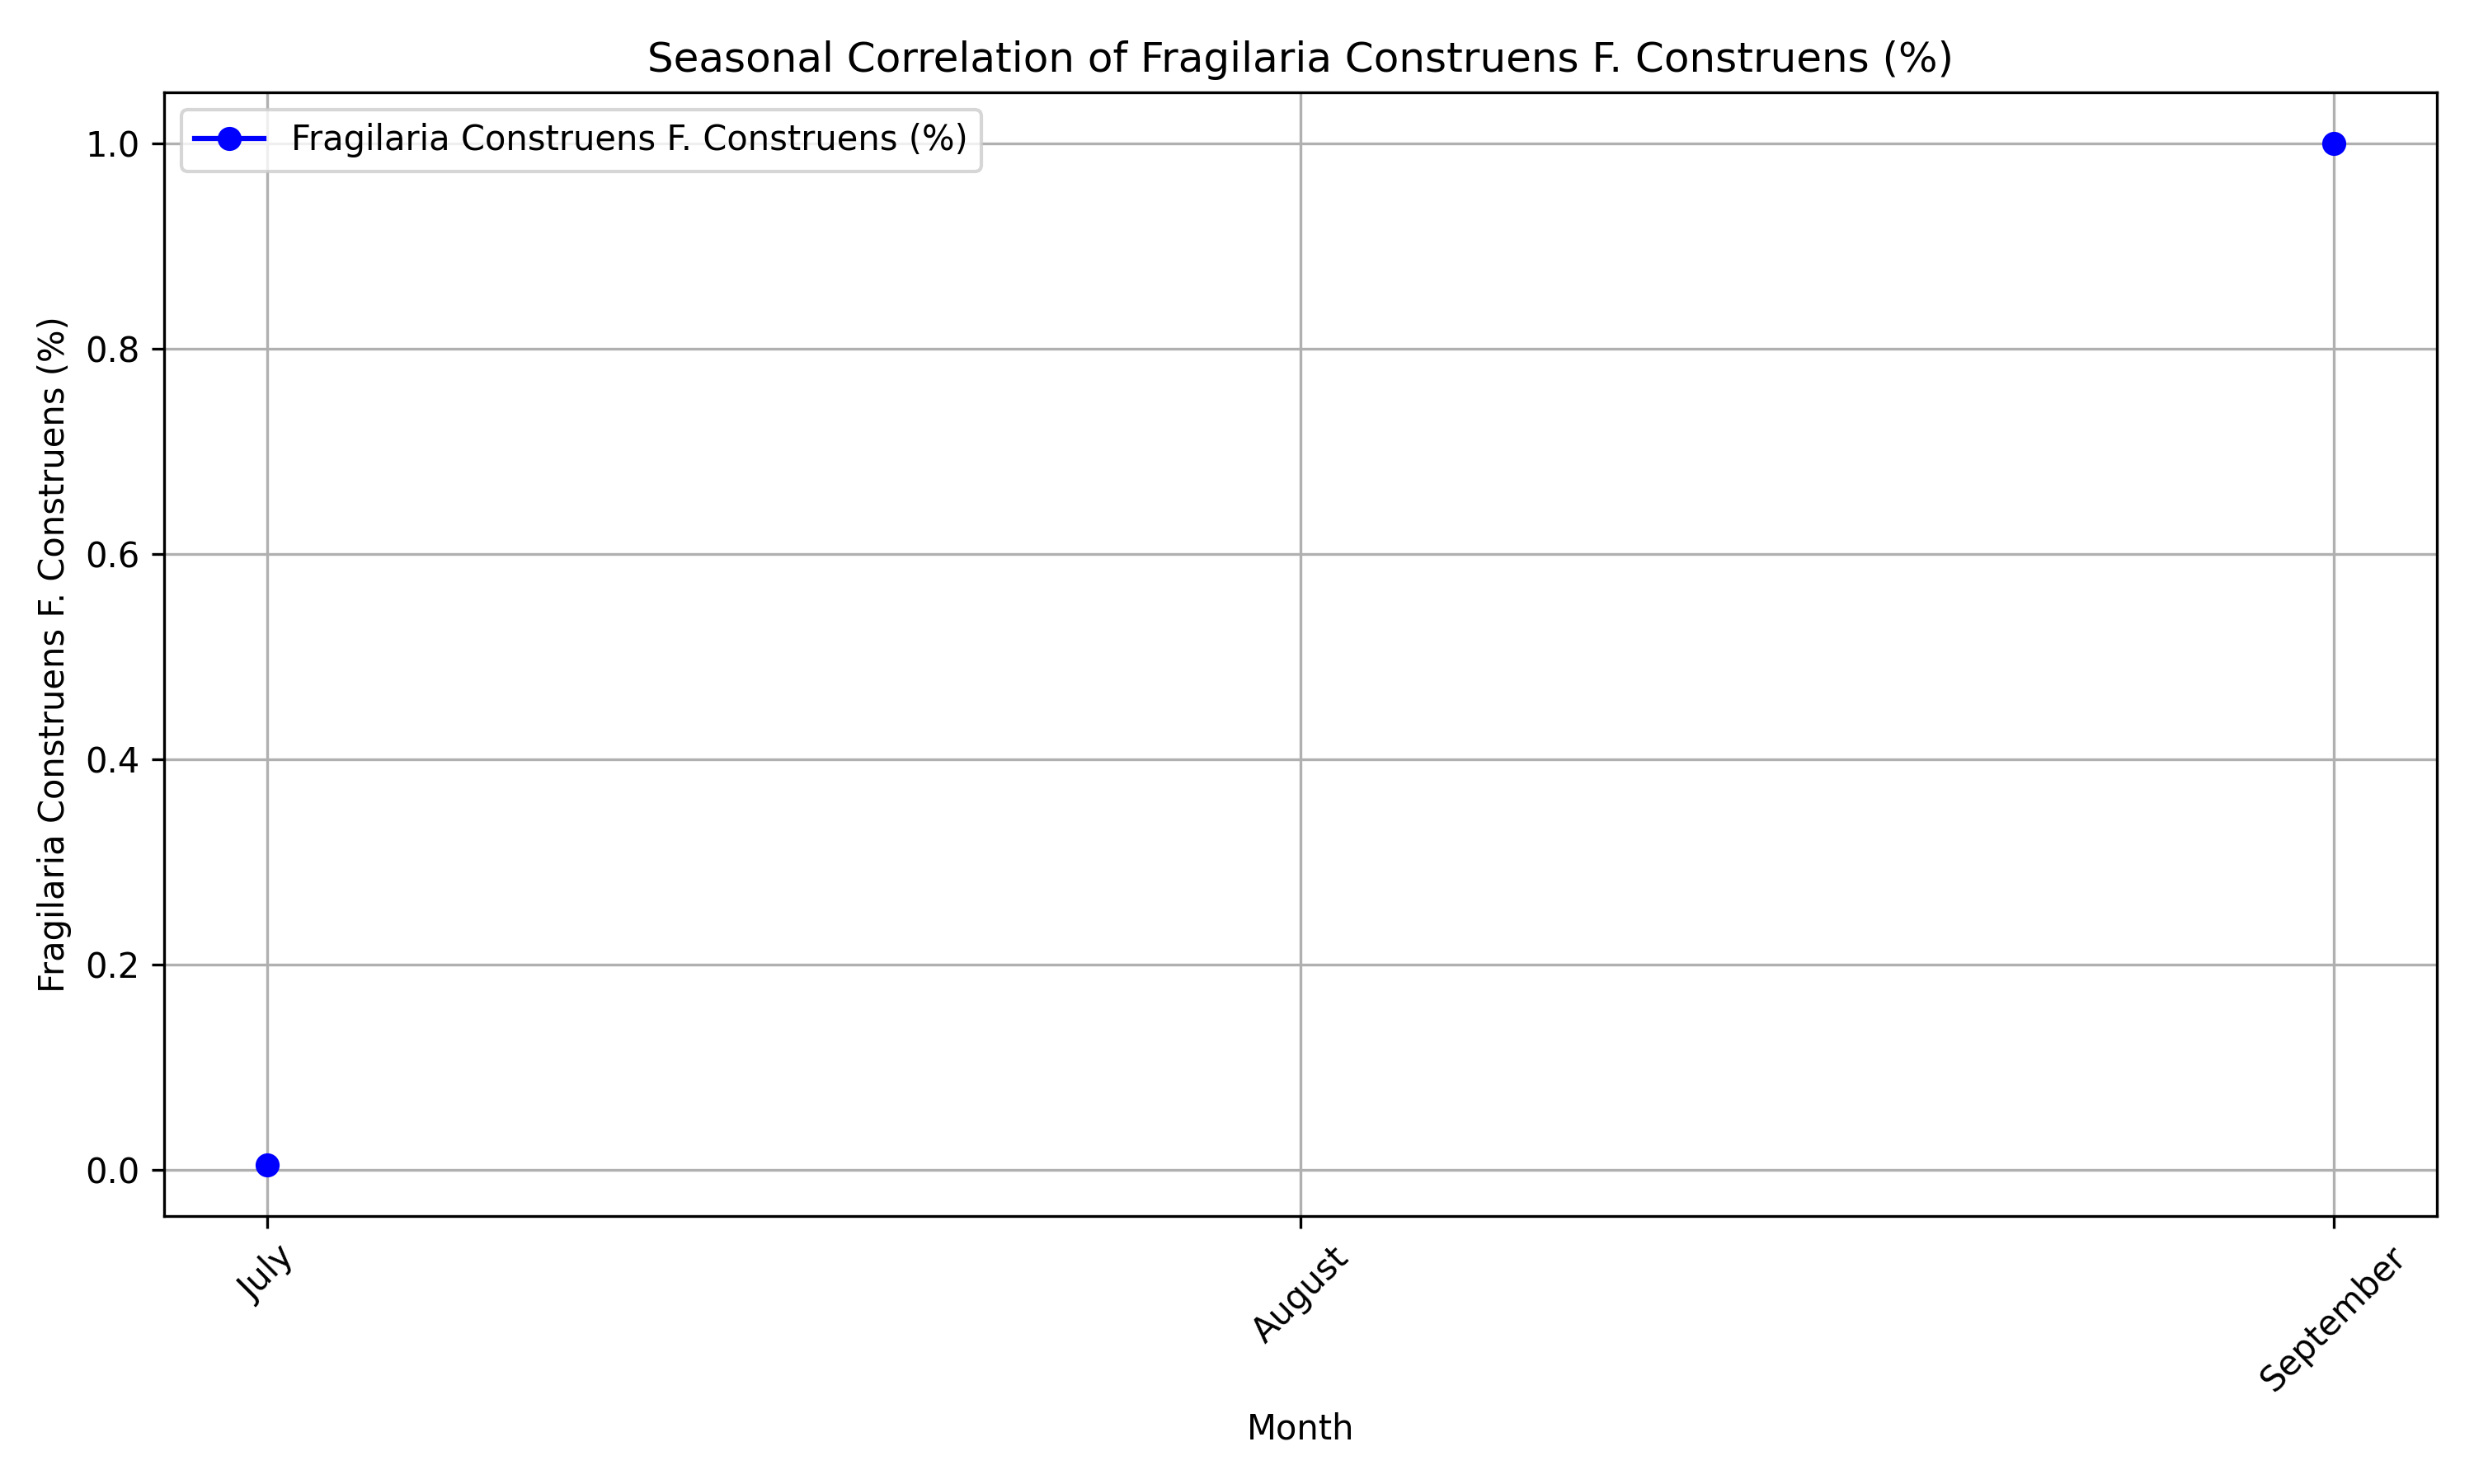 Seasonal Correlation of Fragilaria Construens F. Construens (%)
Fragilaria Construens F. Construens (%)
Fragilaria Construens F. Construens (%)
1.0
0.8
0.6
0.4
0.2
0.0
July
August
September
Month